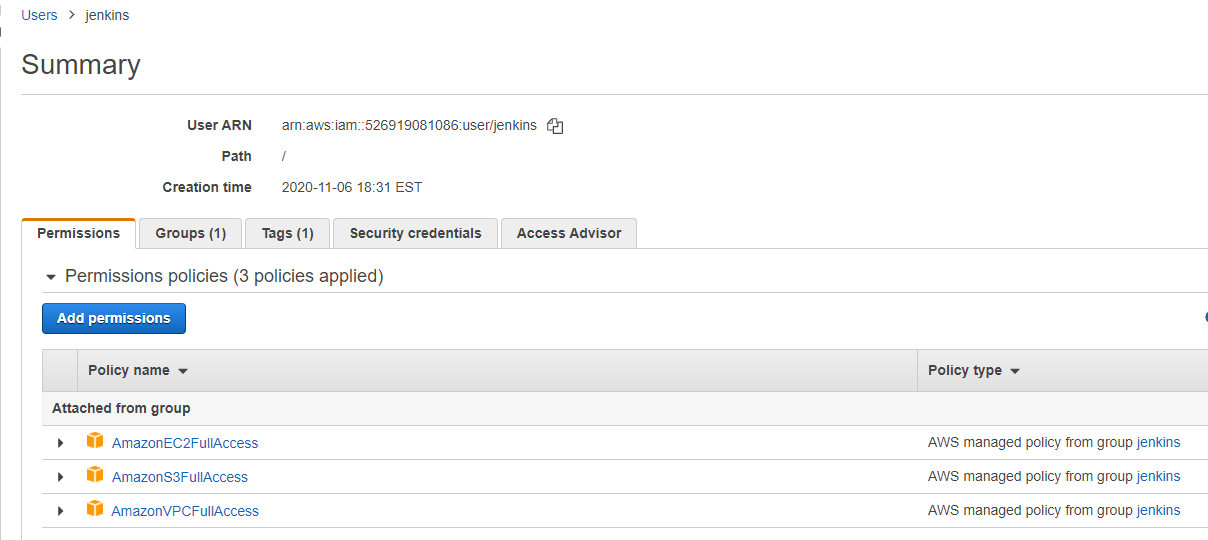 Users > jenkins
Summary
User ARN arn:aws:iam::526919081086:user/jenkins
Path /
Creation time 2020-11-06 18:31 EST
Permissions Groups (1) Tags (1) Security credentials Access Advisor
Permissions policies (3 policies applied)
Add permissions
Policy name Policy type
Attached from group
AmazonEC2FullAccess AWS managed policy from group jenkins
AmazonS3FullAccess AWS managed policy from group jenkins
AmazonVPCFullAccess AWS managed policy from group jenkins